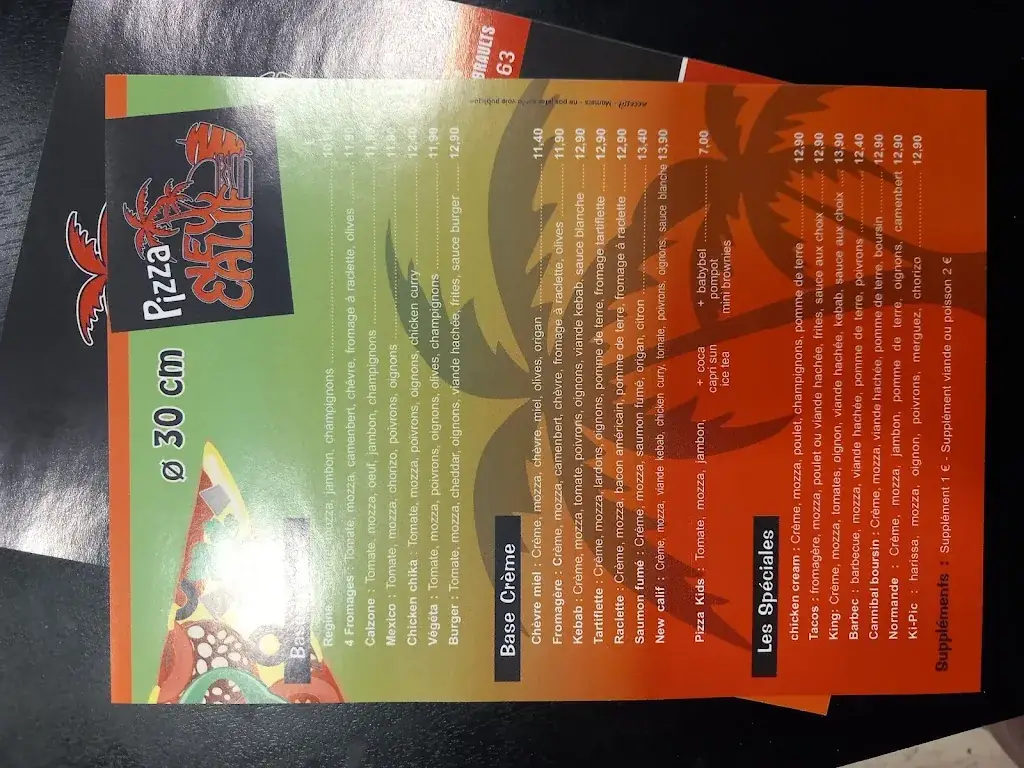 BRAULTS
63
Pizza
CHEV
CALIF
ø 30 cm
Regina : mozza, jambon, champignons
4 Fromages : Tomate, mozza, camenbert, chèvre, fromage à raclette, olives
Calzone : Tomate, mozza, oeuf, jambon, champignons
Mexico : Tomate, mozza, chorizo, poivrons, oignons
Chicken chika : Tomate, mozza, poivrons, oignons, chicken curry 12,40
Végéta : Tomate, mozza, poivrons, oignons, olives, champignons 11,90
Burger : Tomate, mozza, cheddar, oignons, viande hachée, frites, sauce burger 12,90
Base Crème
Chèvre miel : Crème, mozza, chèvre, miel, olives, origan 11,40
Fromagère : Crème, mozza, camenbert, chèvre, fromage à raclette, olives 11,90
Kebab : Crème, mozza, tomate, poivrons, oignons, viande kebab, sauce blanche 12,90
Tartiflette : Crème, mozza, lardons, oignons, pomme de terre, fromage tartiflette 12,90
Raclette : Crème, mozza, bacon américain, pomme de terre, fromage à raclette 12,90
Saumon fumé : Crème, mozza, saumon fumé, origan, citron 13,40
New calif : Crème, mozza, viande kebab, chicken curry, tomate, poivrons, oignons, sauce blanche 13,90
Pizza Kids : Tomate, mozza, jambon + coca + babybel 7,00
capri sun pompot
ice tea mini brownies
Les Spéciales
chicken cream : Crème, mozza, poulet, champignons, pomme de terre 12,90
Tacos : fromagère, mozza, poulet ou viande hachée, frites, sauce aux choix 12,90
King: Crème, mozza, tomates, oignon, viande hachée, kebab, sauce aux choix 13,90
Barbec : barbecue, mozza, viande hachée, pomme de terre, poivrons 12,40
Cannibal boursin : Crème, mozza, viande hachée, pomme de terre, boursin 12,90
Normande : Crème, mozza, jambon, pomme de terre, oignons, camenbert 12,90
Ki-Pic : harissa, mozza, oignon, poivrons, merguez, chorizo 12,90
Suppléments : Supplément 1 € - Supplément viande ou poisson 2 €